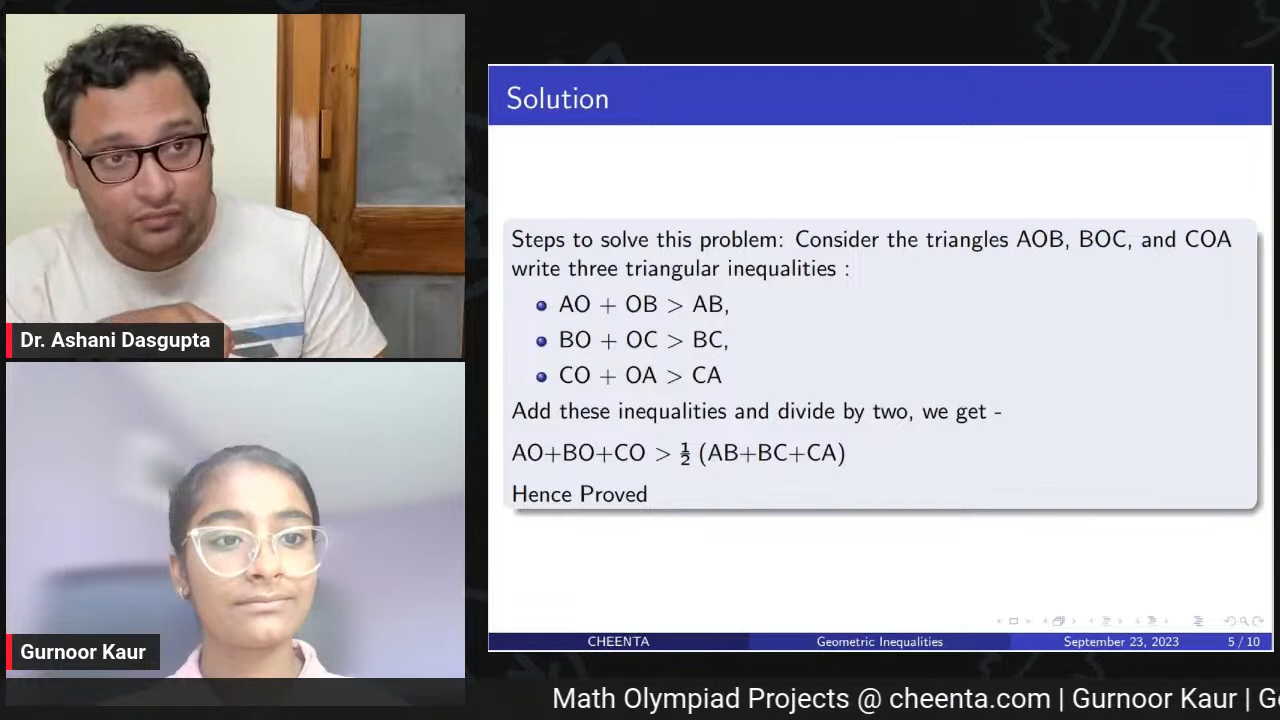 Dr. Ashani Dasgupta
Gurnoor Kaur
Solution
Steps to solve this problem: Consider the triangles AOB, BOC, and COA
write three triangular inequalities :
AO + OB > AB,
BO + OC > BC,
CO + OA > CA
Add these inequalities and divide by two, we get -
AO+BO+CO > ½ (AB+BC+CA)
Hence Proved
CHEENTA Geometric Inequalities September 23, 2023 5 / 10
Math Olympiad Projects @ cheenta.com | Gurnoor Kaur | G